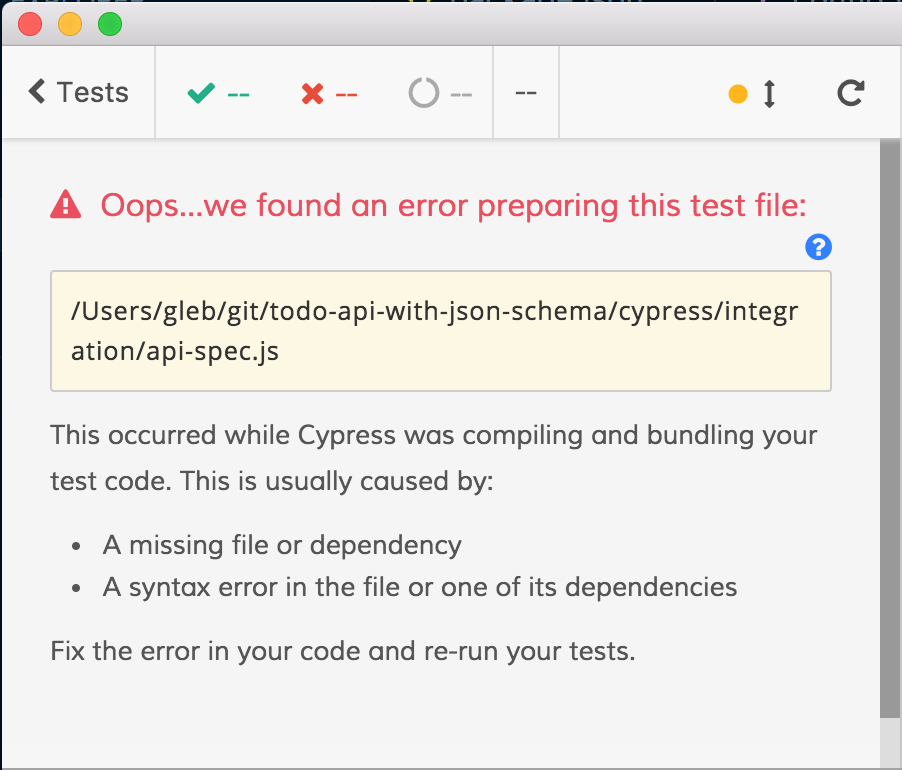 Tests -- -- -- --
Oops...we found an error preparing this test file:
/Users/gleb/git/todo-api-with-json-schema/cypress/integr
ation/api-spec.js
This occurred while Cypress was compiling and bundling your
test code. This is usually caused by:
• A missing file or dependency
• A syntax error in the file or one of its dependencies
Fix the error in your code and re-run your tests.